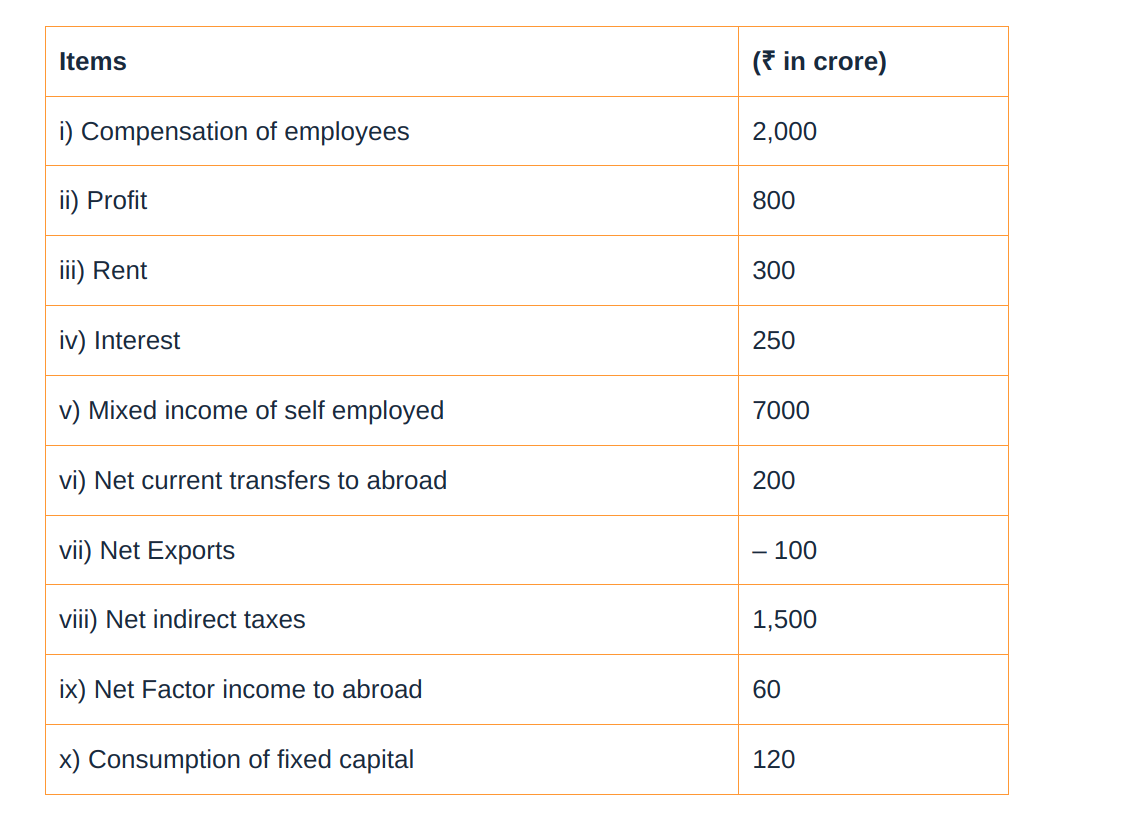 Items (₹ in crore)
i) Compensation of employees 2,000
ii) Profit 800
iii) Rent 300
iv) Interest 250
v) Mixed income of self employed 7000
vi) Net current transfers to abroad 200
vii) Net Exports – 100
viii) Net indirect taxes 1,500
ix) Net Factor income to abroad 60
x) Consumption of fixed capital 120